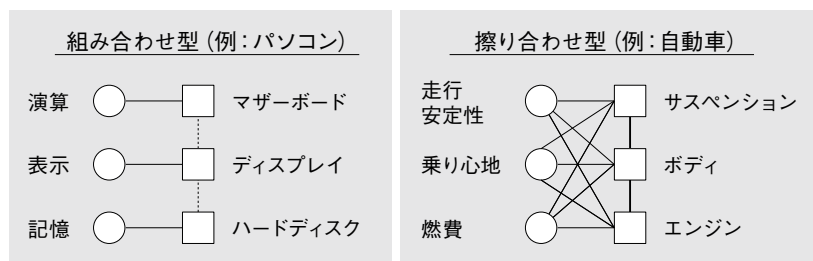 組み合わせ型（例：パソコン）
演算
マザーボード
表示
ディスプレイ
記憶
ハードディスク
擦り合わせ型（例：自動車）
走行
安定性
サスペンション
乗り心地
ボディ
燃費
エンジン